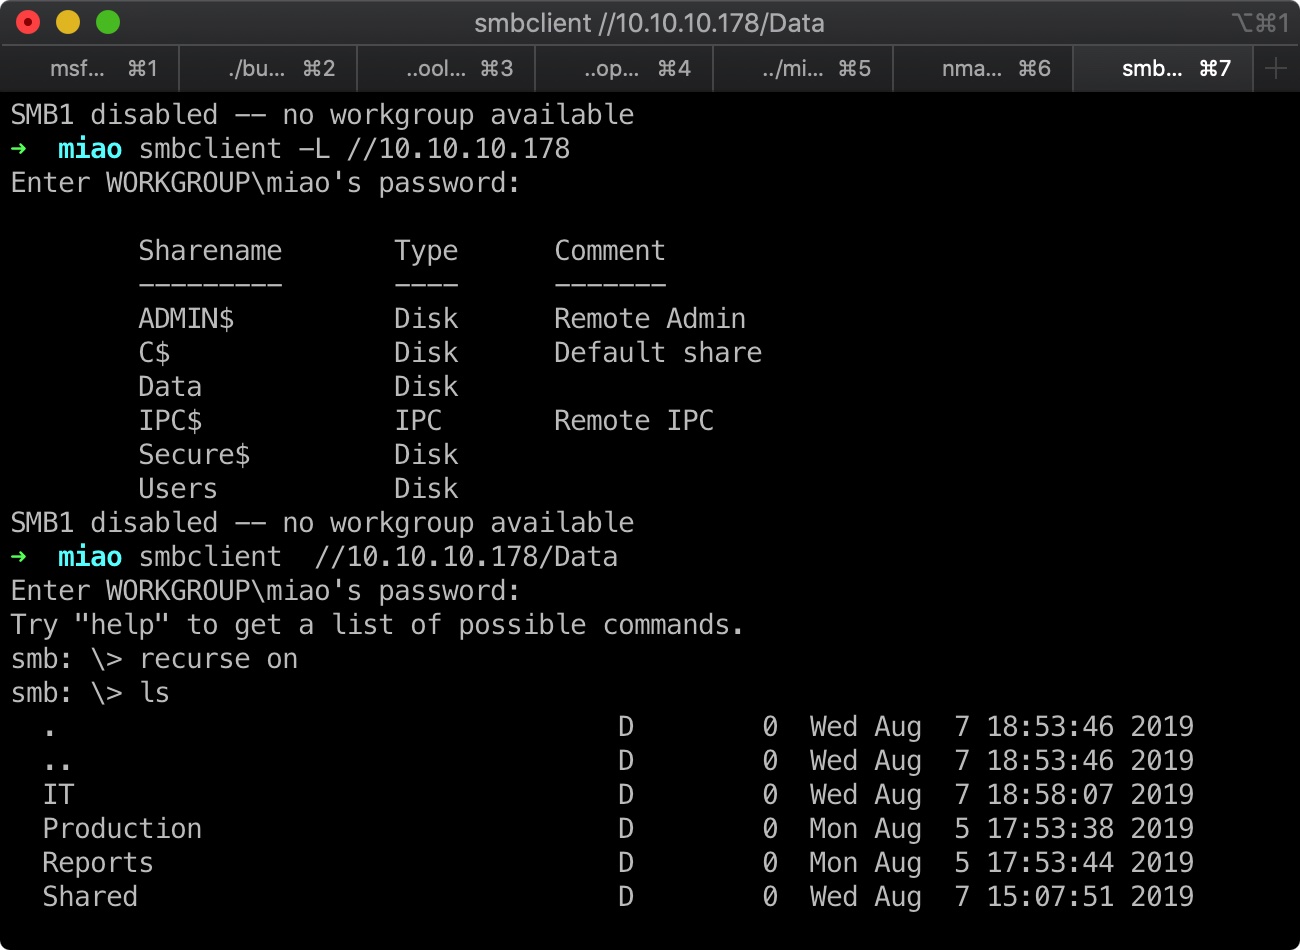 smbclient //10.10.10.178/Data ⌥⌘1
msf... ⌘1 ./bu... ⌘2 ..ool... ⌘3 ..op... ⌘4 ../mi... ⌘5 nma... ⌘6 smb... ⌘7 +
SMB1 disabled -- no workgroup available
→ miao smbclient -L //10.10.10.178
Enter WORKGROUP\miao's password:
Sharename Type Comment
--------- ---- -------
ADMIN$ Disk Remote Admin
C$ Disk Default share
Data Disk
IPC$ IPC Remote IPC
Secure$ Disk
Users Disk
SMB1 disabled -- no workgroup available
→ miao smbclient //10.10.10.178/Data
Enter WORKGROUP\miao's password:
Try "help" to get a list of possible commands.
smb: \> recurse on
smb: \> ls
. D 0 Wed Aug 7 18:53:46 2019
.. D 0 Wed Aug 7 18:53:46 2019
IT D 0 Wed Aug 7 18:58:07 2019
Production D 0 Mon Aug 5 17:53:38 2019
Reports D 0 Mon Aug 5 17:53:44 2019
Shared D 0 Wed Aug 7 15:07:51 2019